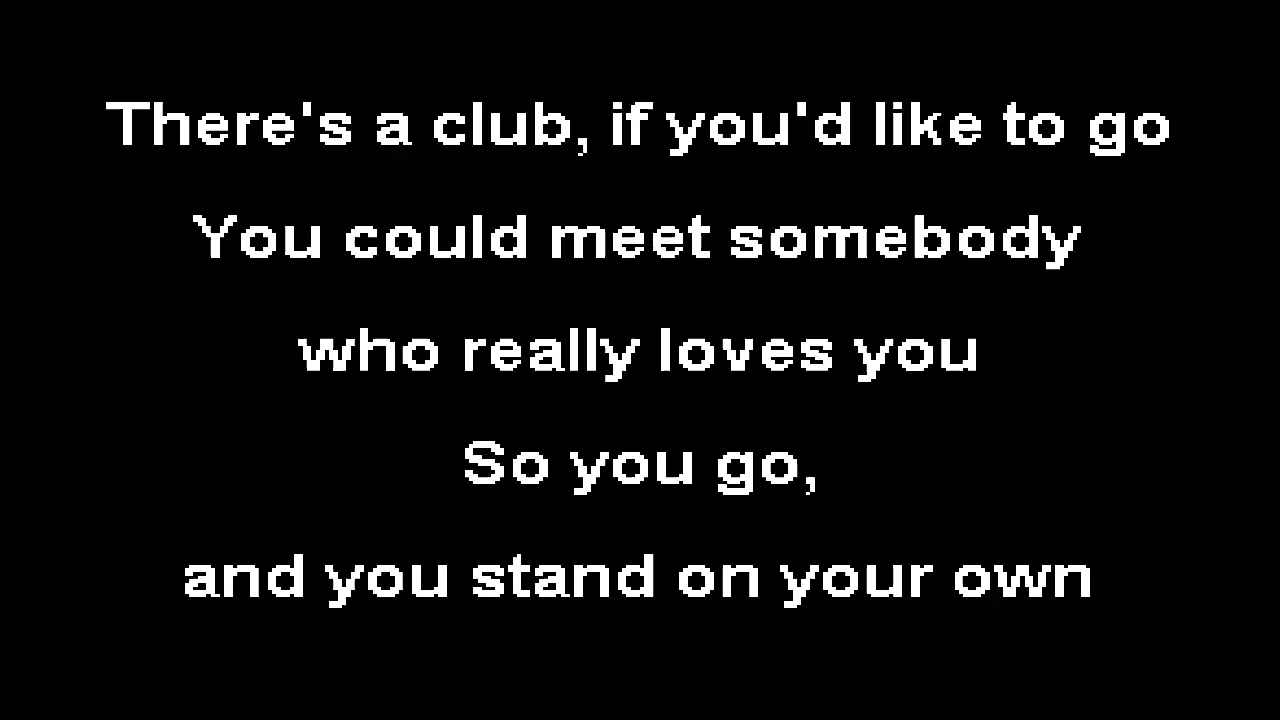 There's a club, if you'd like to go
You could meet somebody
who really loves you
So you go,
and you stand on your own